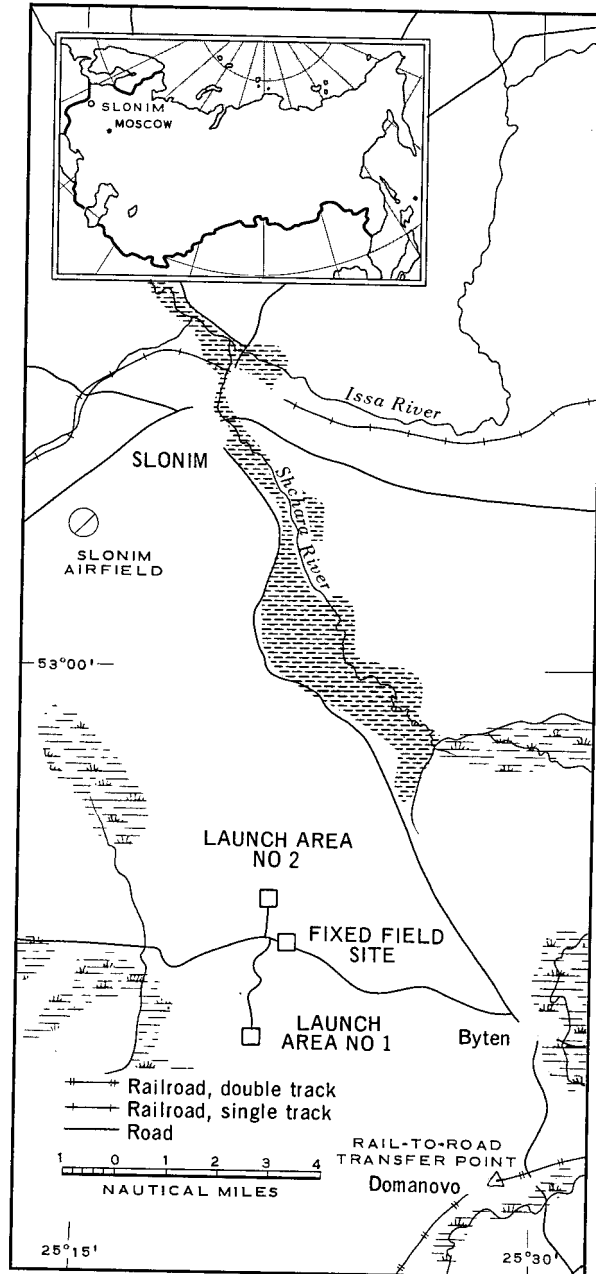 SLONIM
MOSCOW
Issa River
SLONIM
Shchara River
SLONIM
AIRFIELD
53°00'
LAUNCH AREA
NO 2
FIXED FIELD
SITE
LAUNCH
AREA NO 1
Byten
Railroad, double track
Railroad, single track
Road
1 0 1 2 3 4
NAUTICAL MILES
RAIL-TO-ROAD
TRANSFER POINT
Domanovo
25°15'
25°30'